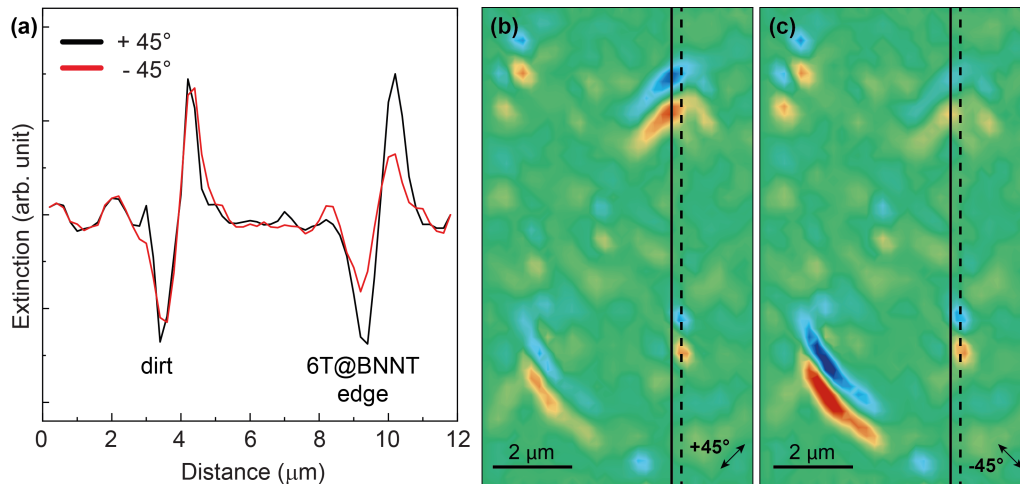 (a)
+ 45°
- 45°
Extinction (arb. unit)
dirt
6T@BNNT
edge
0 2 4 6 8 10 12
Distance (μm)
(b)
2 μm
+45°
(c)
2 μm
-45°